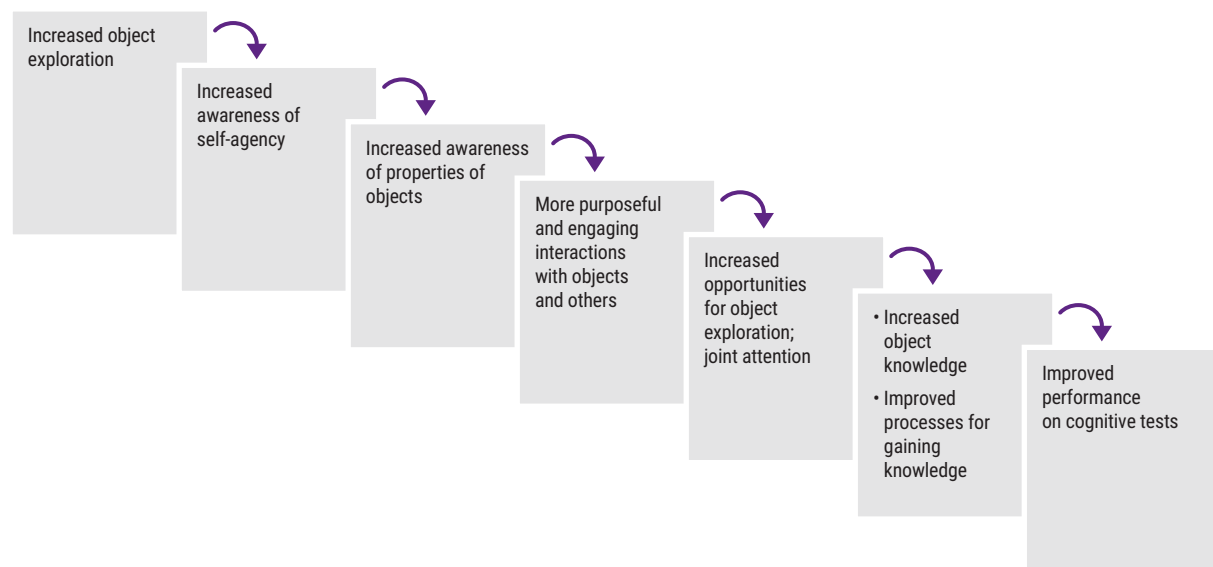 Increased object
exploration
Increased
awareness of
self-agency
Increased awareness
of properties of
objects
More purposeful
and engaging
interactions
with objects
and others
Increased
opportunities
for object
exploration;
joint attention
• Increased
object
knowledge
• Improved
processes for
gaining
knowledge
Improved
performance
on cognitive tests